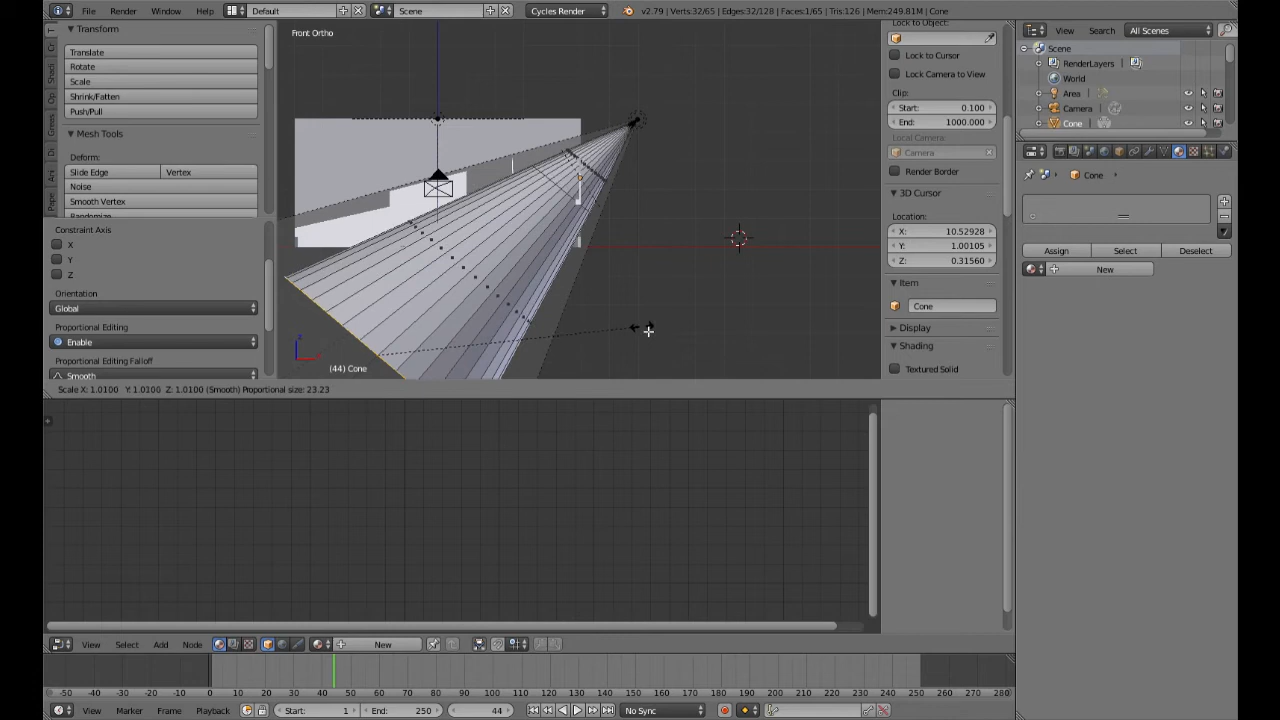 File Render Window Help Default Scene Cycles Render v2.79 | Verts:32/65 | Edges:32/128 | Faces:1/65 | Tris:126 | Mem:249.81M | Cone
Transform
Translate
Rotate
Scale
Shrink/Fatten
Push/Pull
Mesh Tools
Deform:
Slide Edge Vertex
Noise
Smooth Vertex
Randomize
Constraint Axis
X
Y
Z
Orientation
Global
Proportional Editing
Enable
Proportional Editing Falloff
Smooth
Front Ortho
(44) Cone
Scale X: 1.0100 Y: 1.0100 Z: 1.0100 (Smooth) Proportional size: 23.23
Lock to Object:
Lock to Cursor
Lock Camera to View
Clip:
Start: 0.100
End: 1000.000
Local Camera
Camera
Render Border
3D Cursor
Location:
X: 10.52928
Y: 1.00105
Z: 0.31560
Item
Cone
Display
Shading
Textured Solid
View Search All Scenes
Scene
RenderLayers
World
Area
Camera
Cone
Cone
Assign Select Deselect
New
View Select Add Node New
-50 -40 -30 -20 -10 0 10 20 30 40 50 60 70 80 90 100 110 120 130 140 150 160 170 180 190 200 210 220 230 240 250 260 270 280
View Marker Frame Playback Start: 1 End: 250 44 No Sync